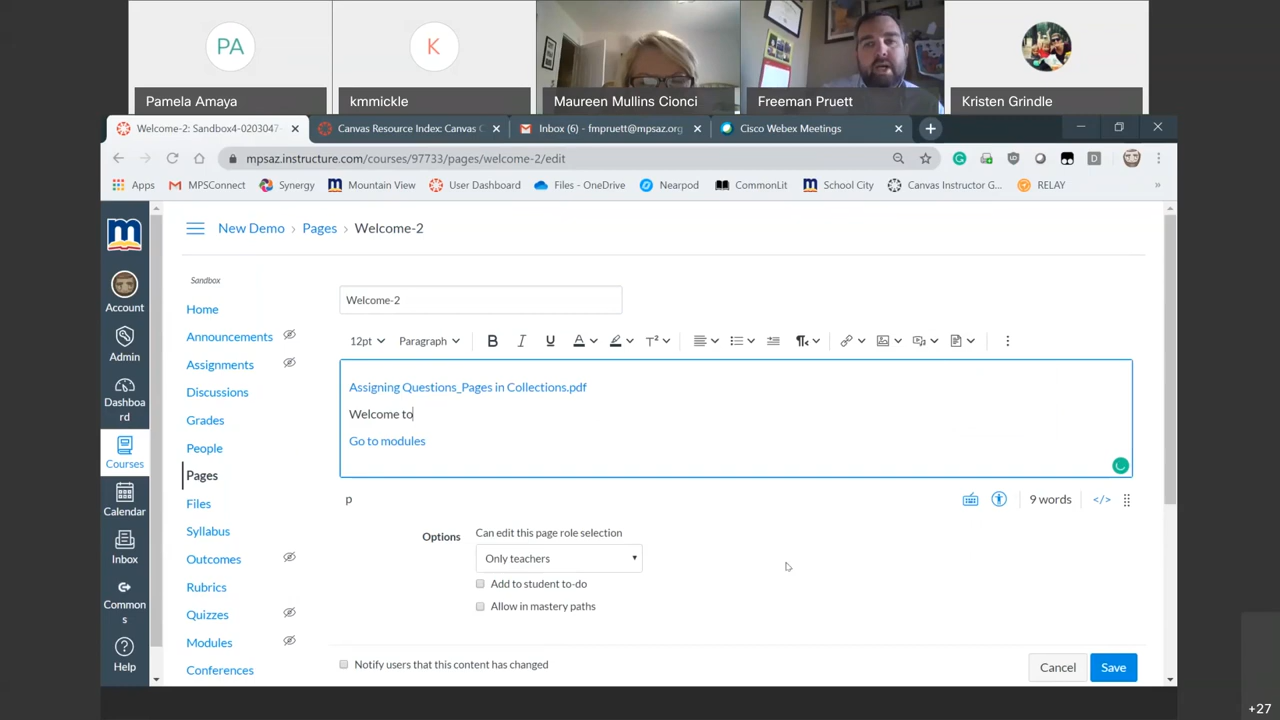 PA
K
Pamela Amaya
kmmickle
Maureen Mullins Cionci
Freeman Pruett
Kristen Grindle
Welcome-2: Sandbox4-0203047-
Canvas Resource Index: Canvas C
Inbox (6) - fmpruett@mpsaz.org
Cisco Webex Meetings
mpsaz.instructure.com/courses/97733/pages/welcome-2/edit
Apps
MPSConnect
Synergy
Mountain View
User Dashboard
Files - OneDrive
Nearpod
CommonLit
School City
Canvas Instructor G...
RELAY
»
New Demo › Pages › Welcome-2
Account
Admin
Dashboa
rd
Courses
Calendar
Inbox
Common
s
Help
Sandbox
Home
Announcements
Assignments
Discussions
Grades
People
Pages
Files
Syllabus
Outcomes
Rubrics
Quizzes
Modules
Conferences
Welcome-2
12pt Paragraph B I U A T²
Assigning Questions_Pages in Collections.pdf
Welcome to
Go to modules
p
9 words </>
Options
Can edit this page role selection
Only teachers
Add to student to-do
Allow in mastery paths
Notify users that this content has changed
Cancel
Save
+27